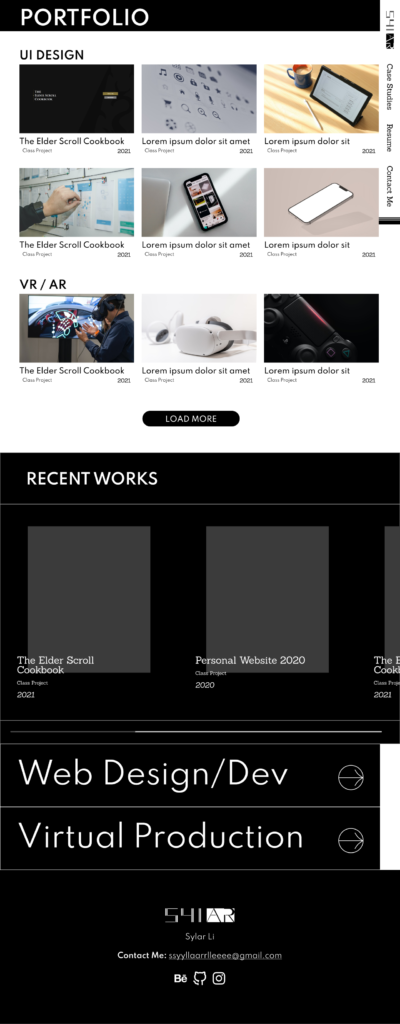 PORTFOLIO
Case Studies
Resume
Contact Me
UI DESIGN
The Elder Scroll Cookbook
Class Project 2021
Lorem ipsum dolor sit amet
Class Project 2021
Lorem ipsum dolor sit
Class Project 2021
The Elder Scroll Cookbook
Class Project 2021
Lorem ipsum dolor sit amet
Class Project 2021
Lorem ipsum dolor sit
Class Project 2021
VR / AR
The Elder Scroll Cookbook
Class Project 2021
Lorem ipsum dolor sit amet
Class Project 2021
Lorem ipsum dolor sit
Class Project 2021
LOAD MORE
RECENT WORKS
The Elder Scroll
Cookbook
Class Project
2021
Personal Website 2020
Class Project
2020
The E
Cookb
Class Project
2021
Web Design/Dev
Virtual Production
Sylar Li
Contact Me: ssyyllaarrlleeee@gmail.com
Bē